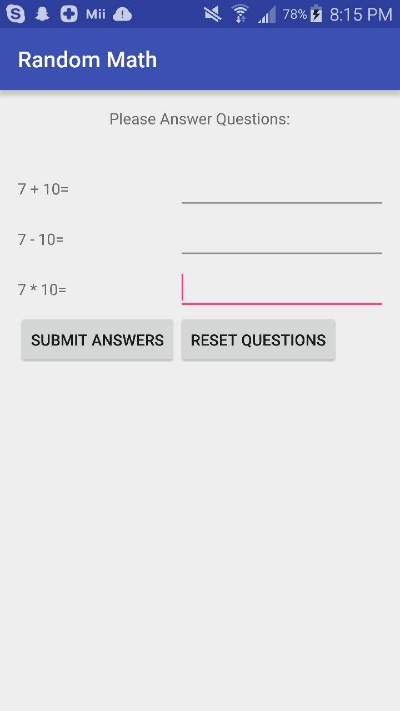 Mii 78% 8:15 PM
Random Math
Please Answer Questions:
7 + 10=
7 - 10=
7 * 10=
SUBMIT ANSWERS RESET QUESTIONS